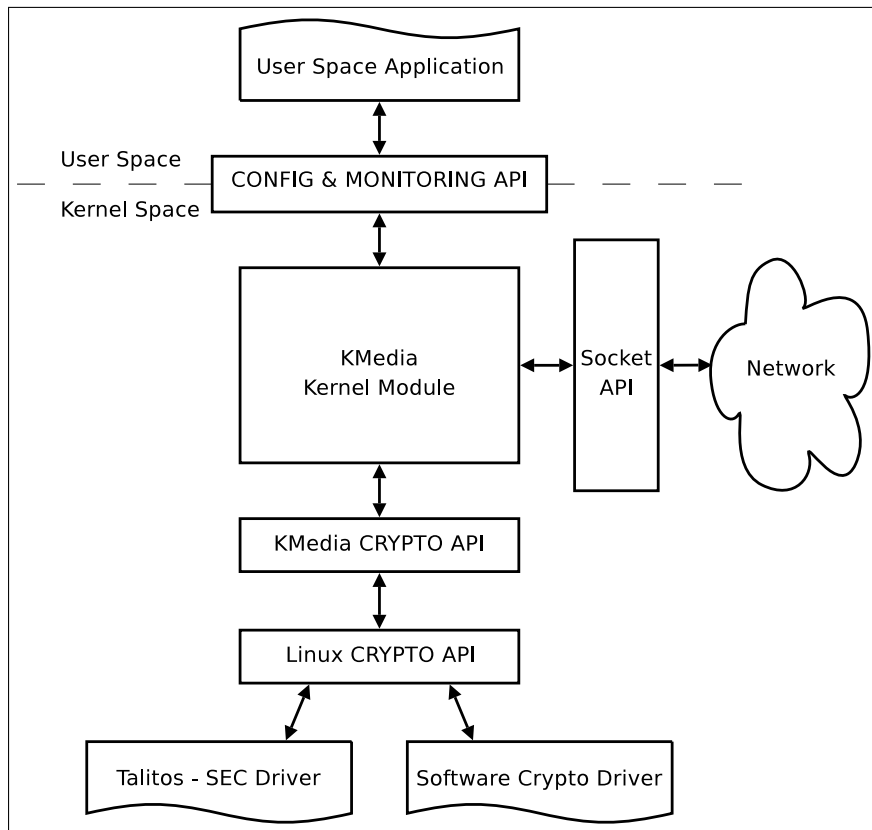 User Space Application
User Space
CONFIG & MONITORING API
Kernel Space
KMedia
Kernel Module
Socket
API
Network
KMedia CRYPTO API
Linux CRYPTO API
Talitos - SEC Driver
Software Crypto Driver